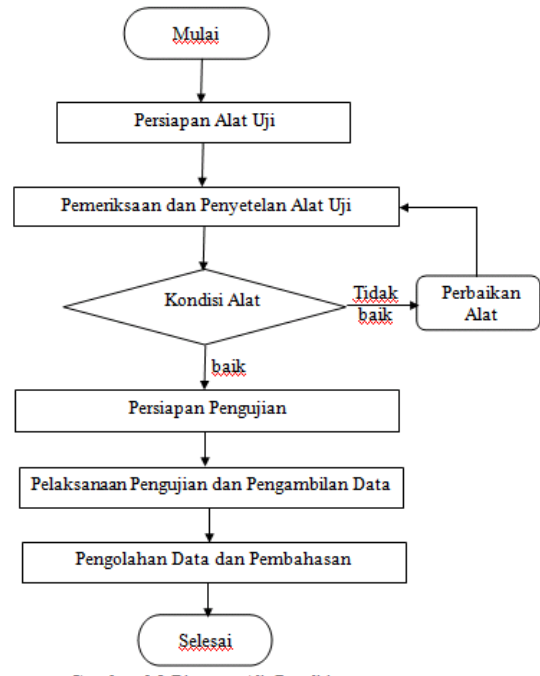 Mulai
Persiapan Alat Uji
Pemeriksaan dan Penyetelan Alat Uji
Kondisi Alat
Tidak
baik
Perbaikan
Alat
baik
Persiapan Pengujian
Pelaksanaan Pengujian dan Pengambilan Data
Pengolahan Data dan Pembahasan
Selesai